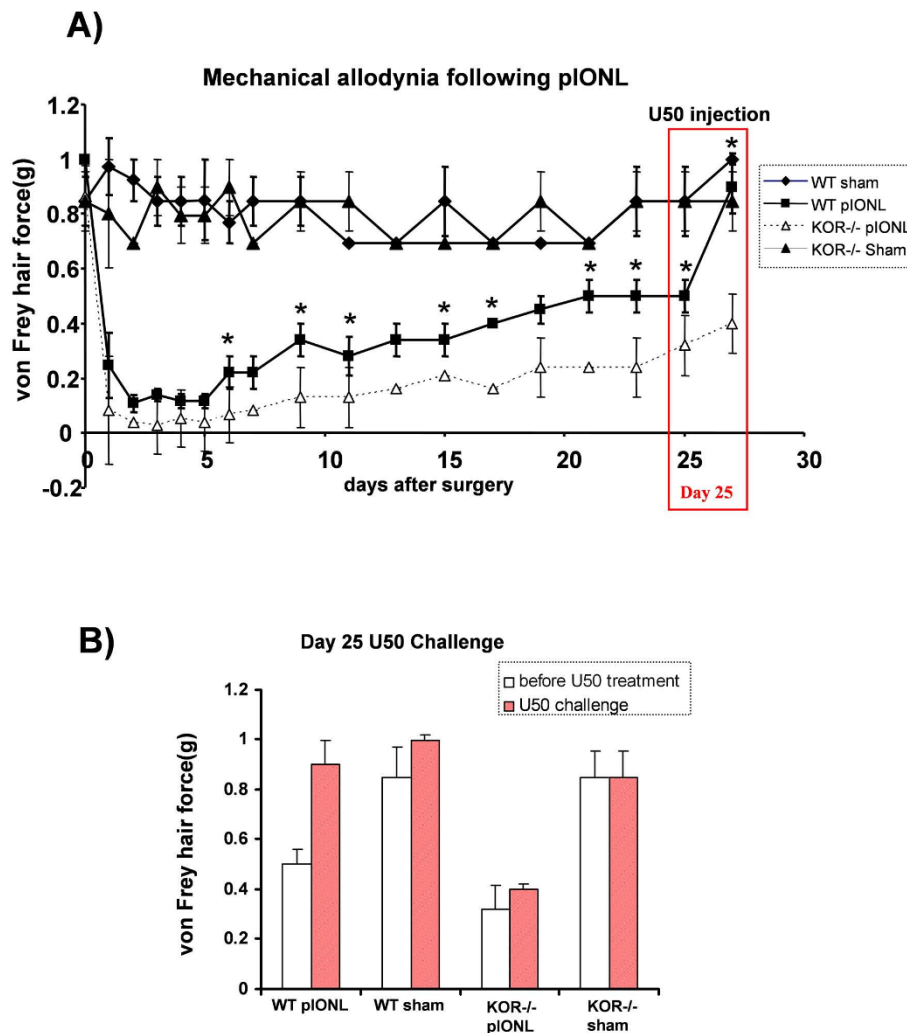 A)
Mechanical allodynia following pIONL
U50 injection
von Frey hair force(g)
1.2
1
0.8
0.6
0.4
0.2
0
-0.2
* * * * * * * * *
0 5 10 15 20 25 30
days after surgery
Day 25
WT sham
WT pIONL
KOR-/- pIONL
KOR-/- Sham
B)
Day 25 U50 Challenge
before U50 treatment
U50 challenge
von Frey hair force(g)
1.2
1
0.8
0.6
0.4
0.2
0
WT pIONL
WT sham
KOR-/-
pIONL
KOR-/-
sham